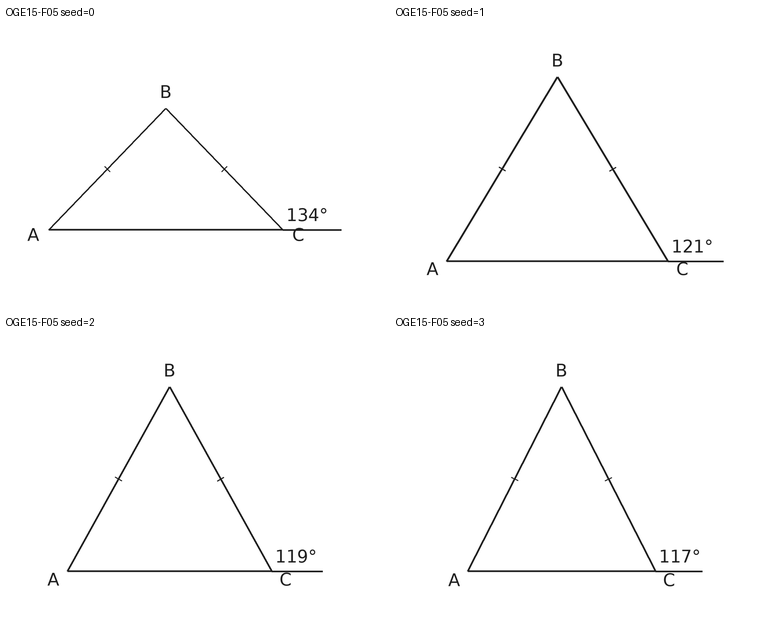 OGE15-F05 seed=0
B
134°
A
C
OGE15-F05 seed=1
B
121°
A
C
OGE15-F05 seed=2
B
119°
A
C
OGE15-F05 seed=3
B
117°
A
C